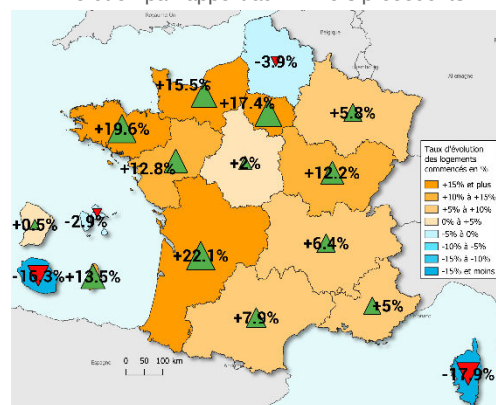 Belgique
Allemagne
-3.9%
+15.5%
+17.4%
+5.8%
+19.6%
+12.8%
+2%
+12.2%
+0.5%
-2.9%
-16.3%
+13.5%
+22.1%
+6.4%
+7.9%
+5%
-17.9%
Espagne
0 50 100 km
Taux d'évolution
des logements
commencés en %
+15% et plus
+10% à +15%
+5% à +10%
0% à +5%
-5% à 0%
-10% à -5%
-15% à -10%
-15% et moins